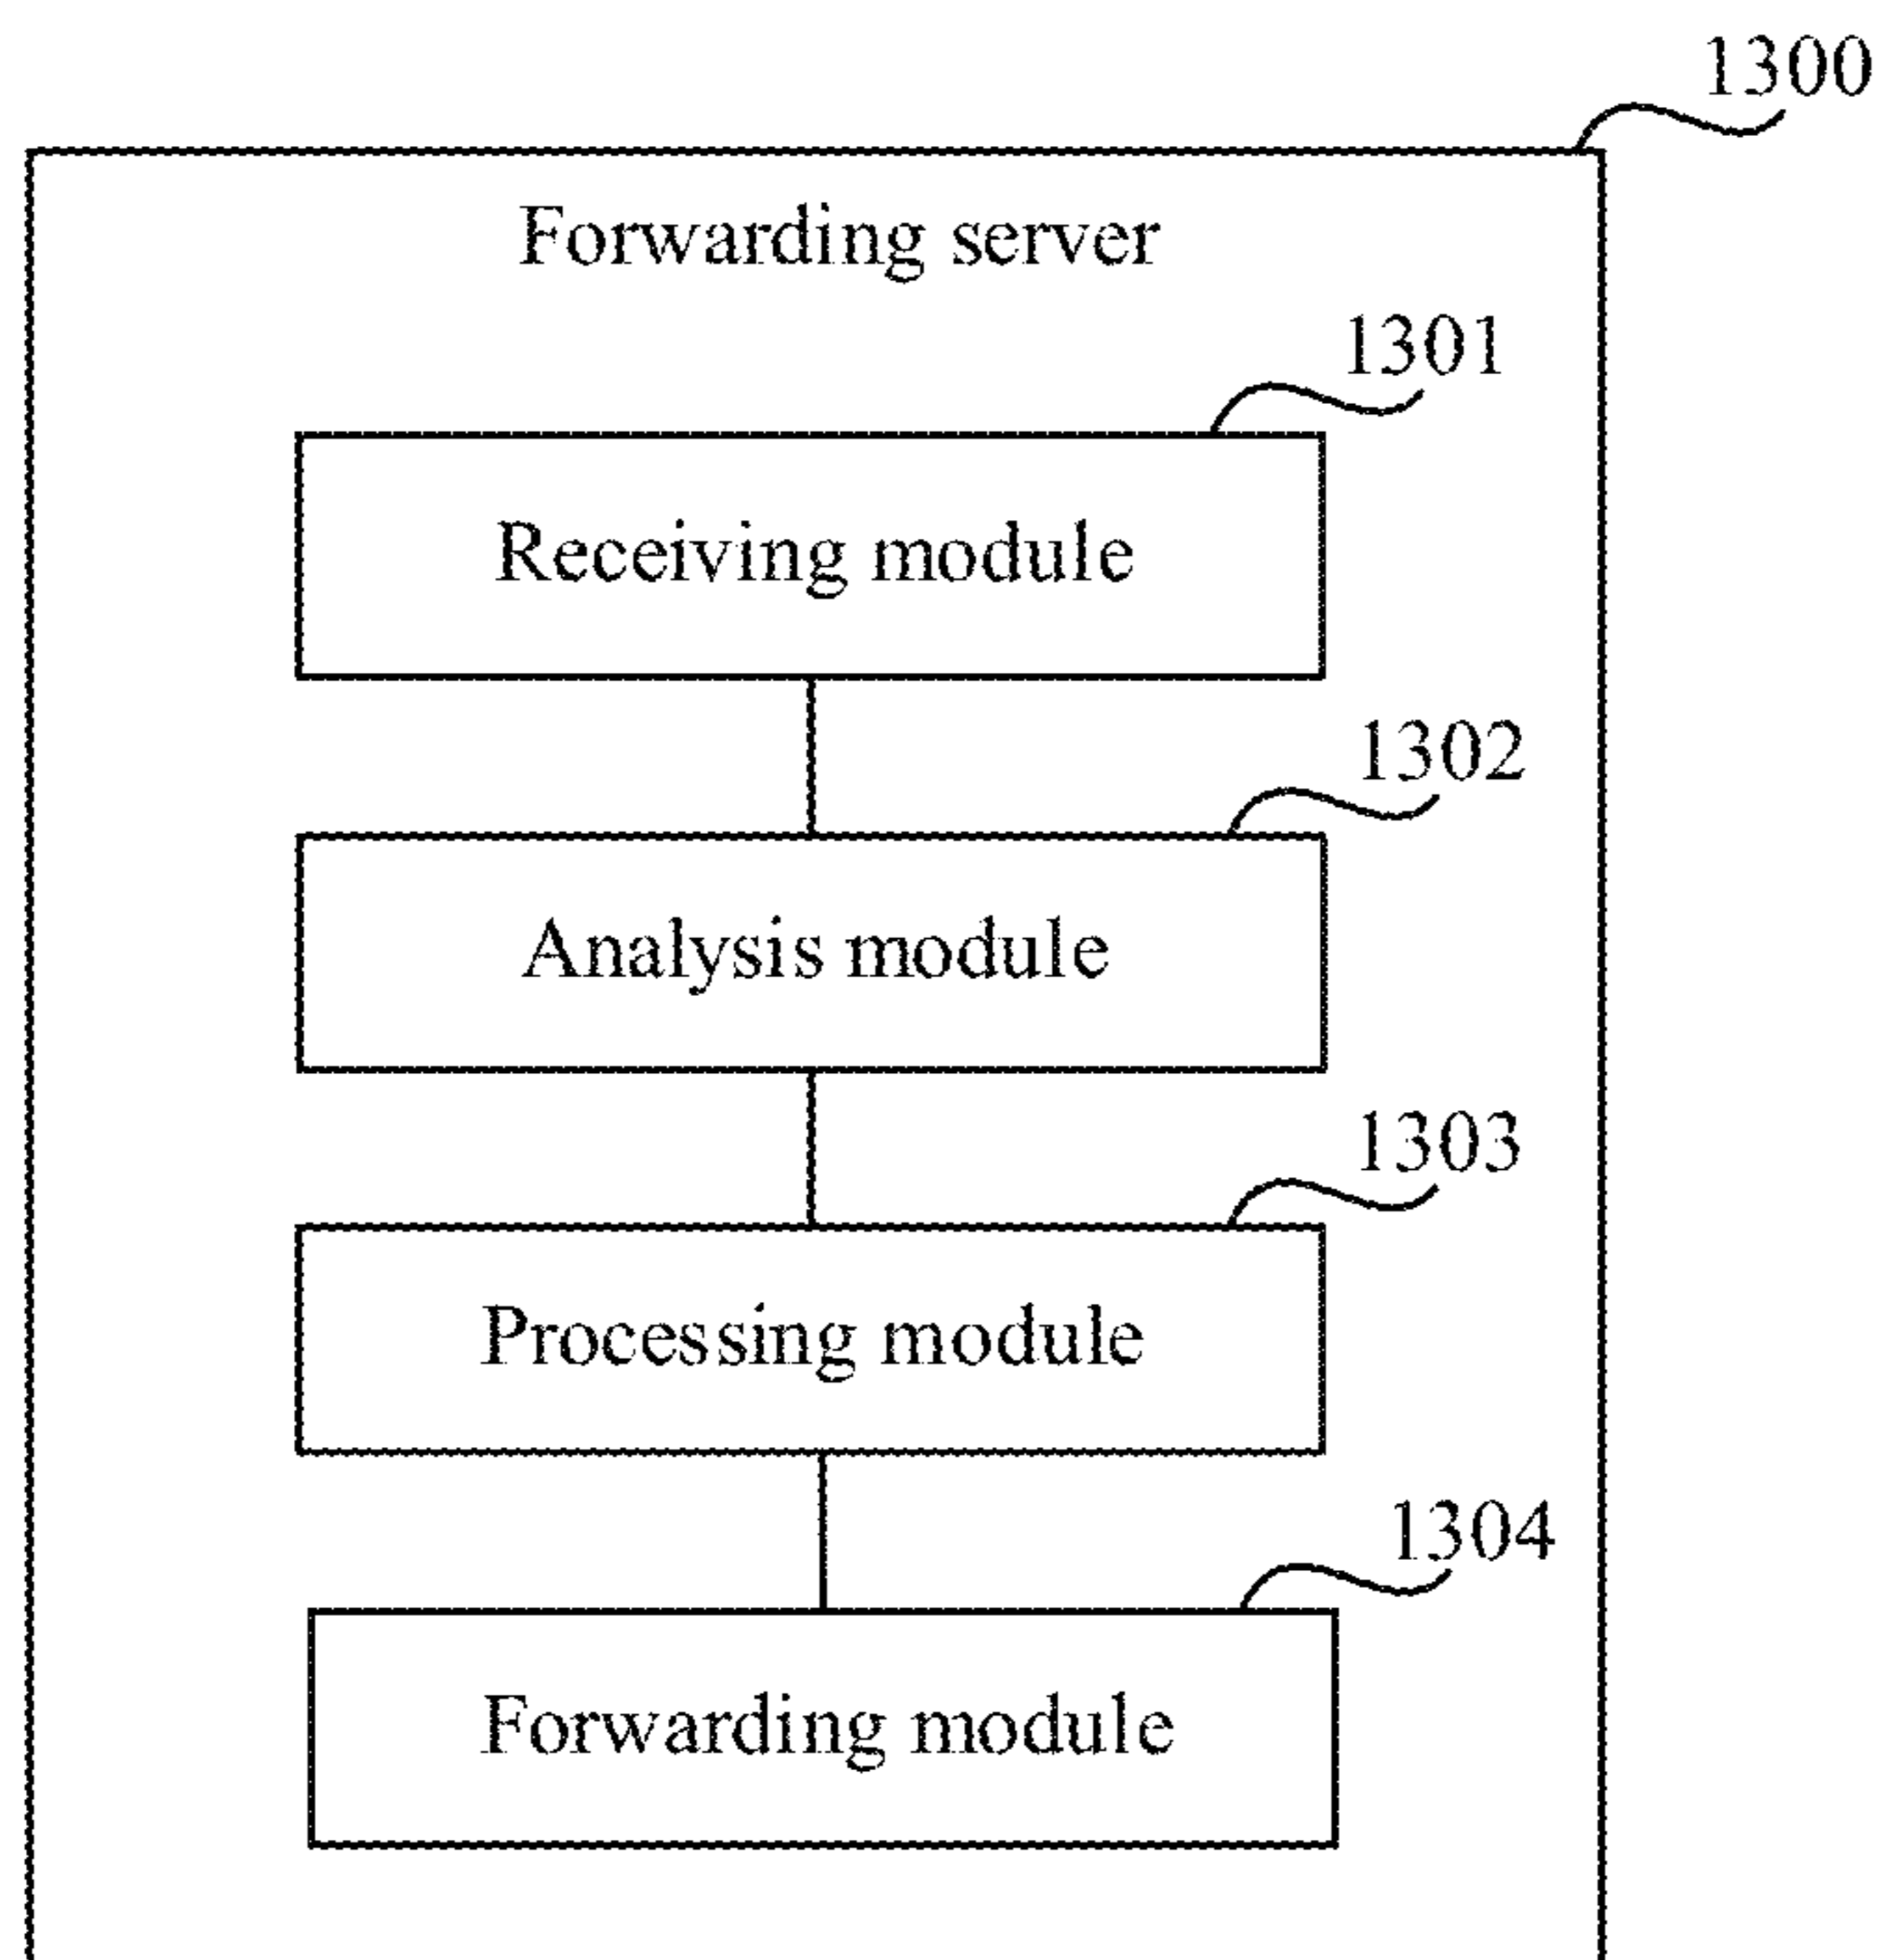 1300
Forwarding server
1301
Receiving module
1302
Analysis module
1303
Processing module
1304
Forwarding module